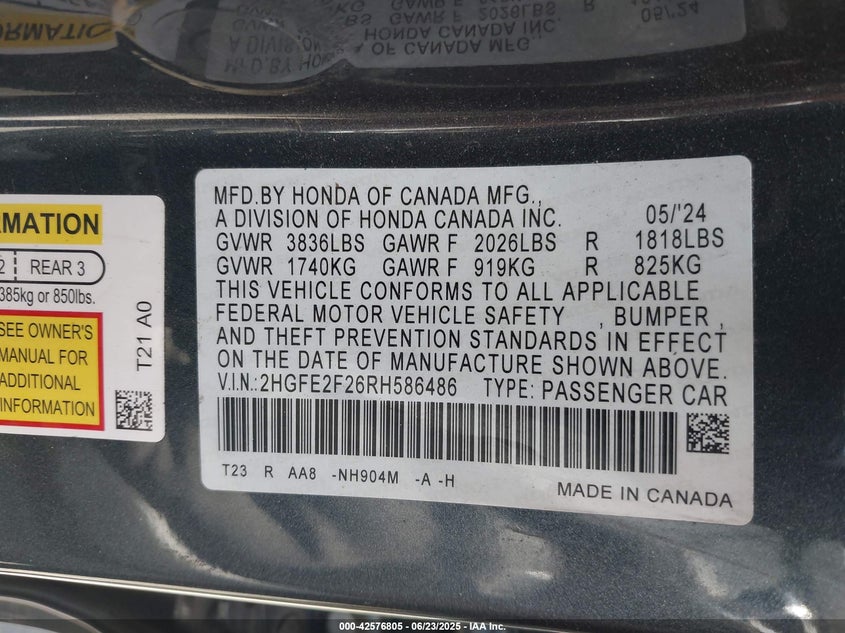 RMATION
2 REAR 3
385kg or 850lbs.
SEE OWNER'S
MANUAL FOR
ADDITIONAL
INFORMATION
T21 A0
MFD.BY HONDA OF CANADA MFG.,
A DIVISION OF HONDA CANADA INC. 05/'24
GVWR 3836LBS GAWR F 2026LBS R 1818LBS
GVWR 1740KG GAWR F 919KG R 825KG
THIS VEHICLE CONFORMS TO ALL APPLICABLE
FEDERAL MOTOR VEHICLE SAFETY , BUMPER ,
AND THEFT PREVENTION STANDARDS IN EFFECT
ON THE DATE OF MANUFACTURE SHOWN ABOVE.
V.I.N.:2HGFE2F26RH586486 TYPE: PASSENGER CAR
T23 R AA8 -NH904M -A -H
MADE IN CANADA
000-42576805 - 06/23/2025 - IAA Inc.